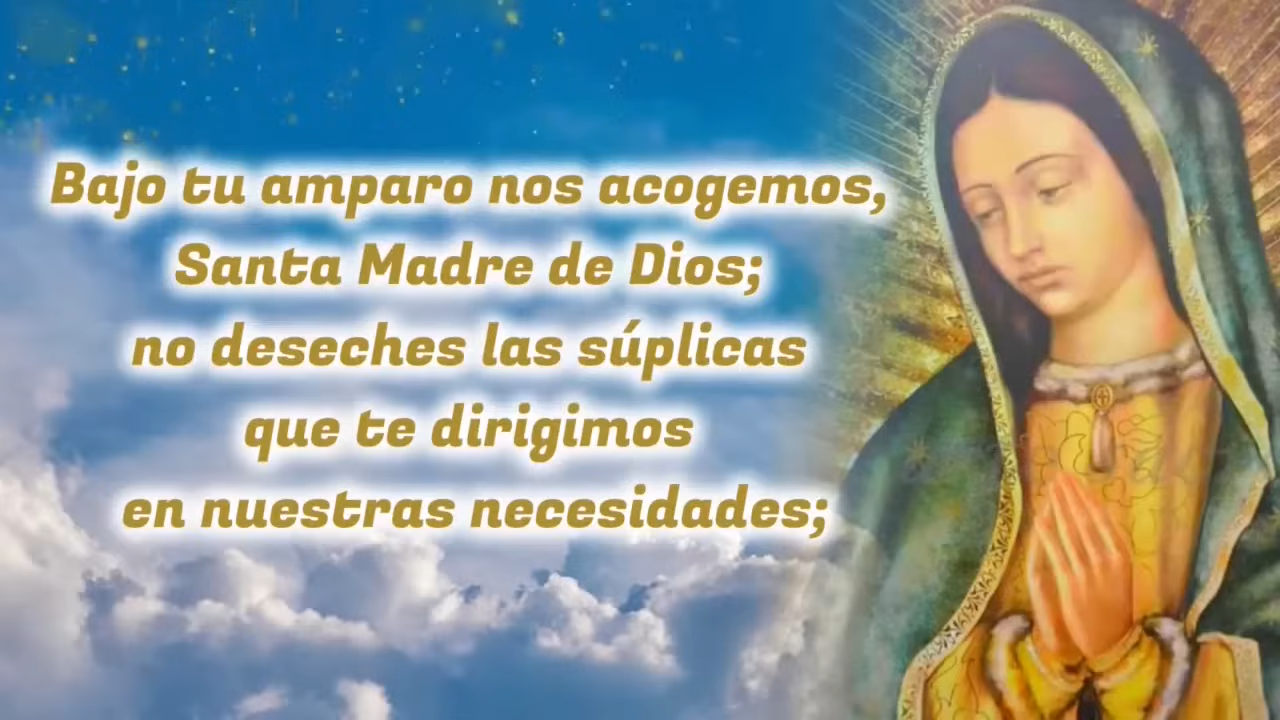 Bajo tu amparo nos acogemos,
Santa Madre de Dios;
no deseches las súplicas
que te dirigimos
en nuestras necesidades;